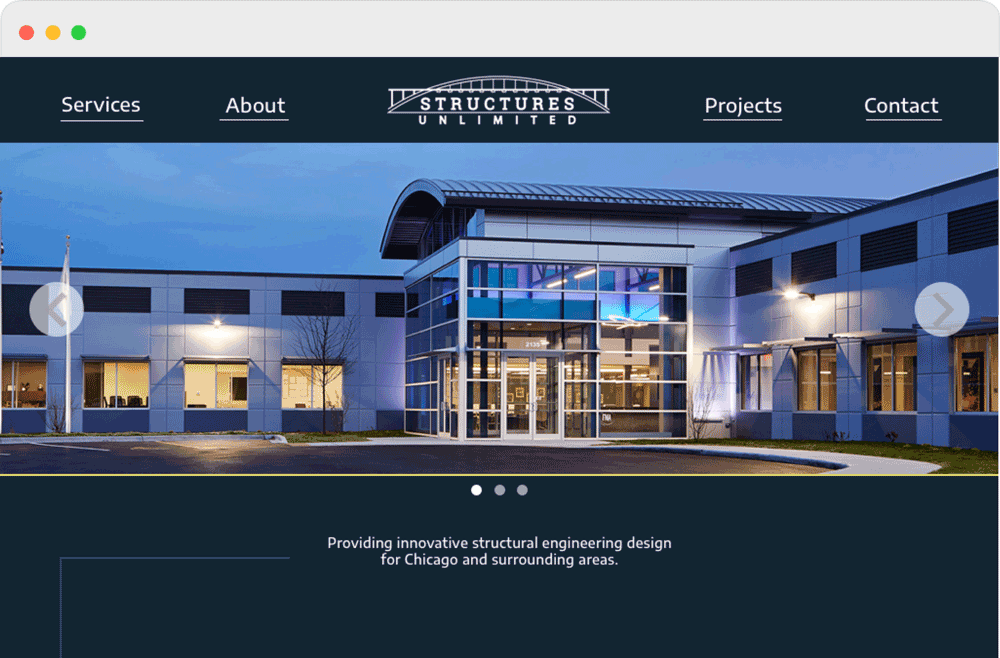 Services
About
STRUCTURES
UNLIMITED
Projects
Contact
2135
Providing innovative structural engineering design
for Chicago and surrounding areas.